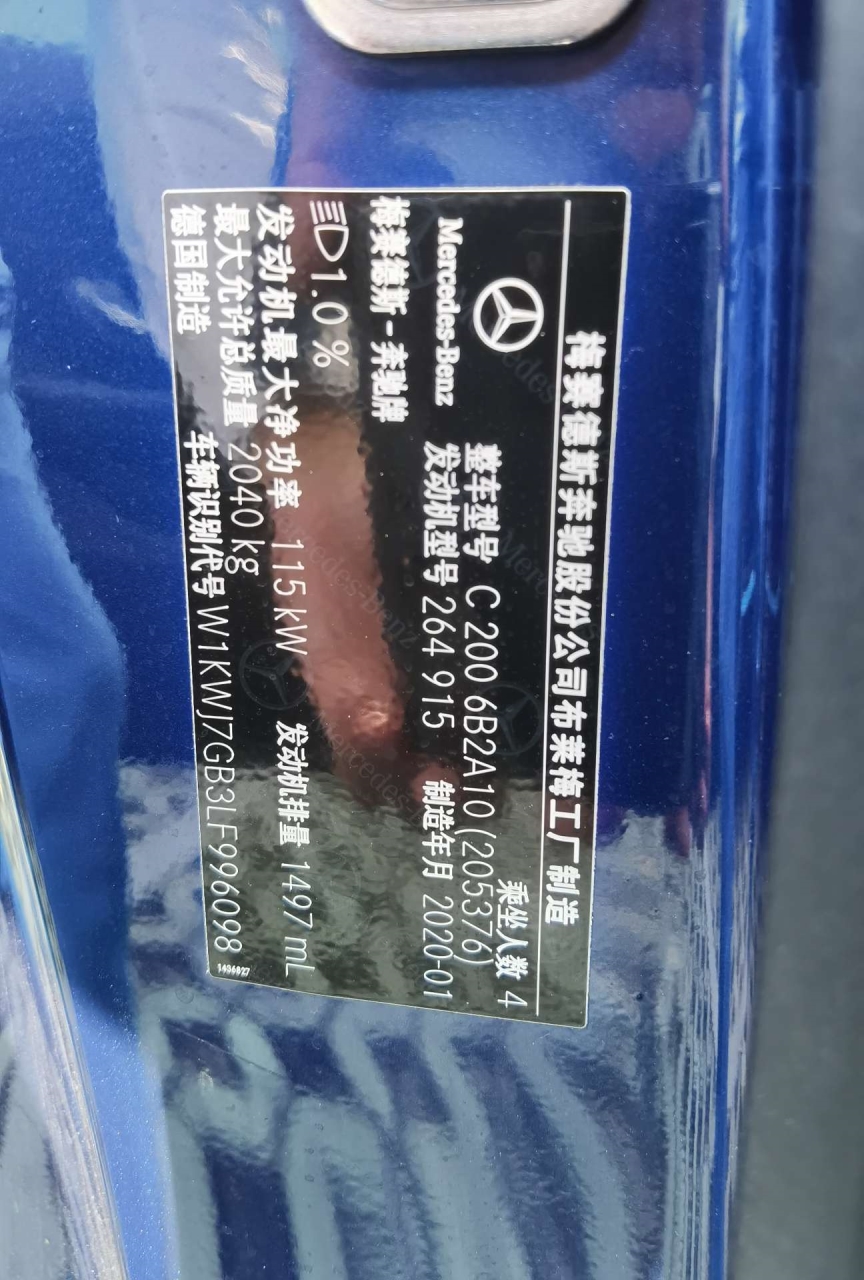 梅赛德斯奔驰股份公司布莱梅工厂制造
乘坐人数 4
Mercedes-Benz 整车型号 C 200 6B2A10 (205376)
发动机型号 264 915 制造年月 2020-01
梅赛德斯-奔驰牌
1.0 %
发动机最大净功率 115 kW 发动机排量 1497 mL
最大允许总质量 2040 kg
德国制造 车辆识别代号 W1KWJ7GB3LF996098